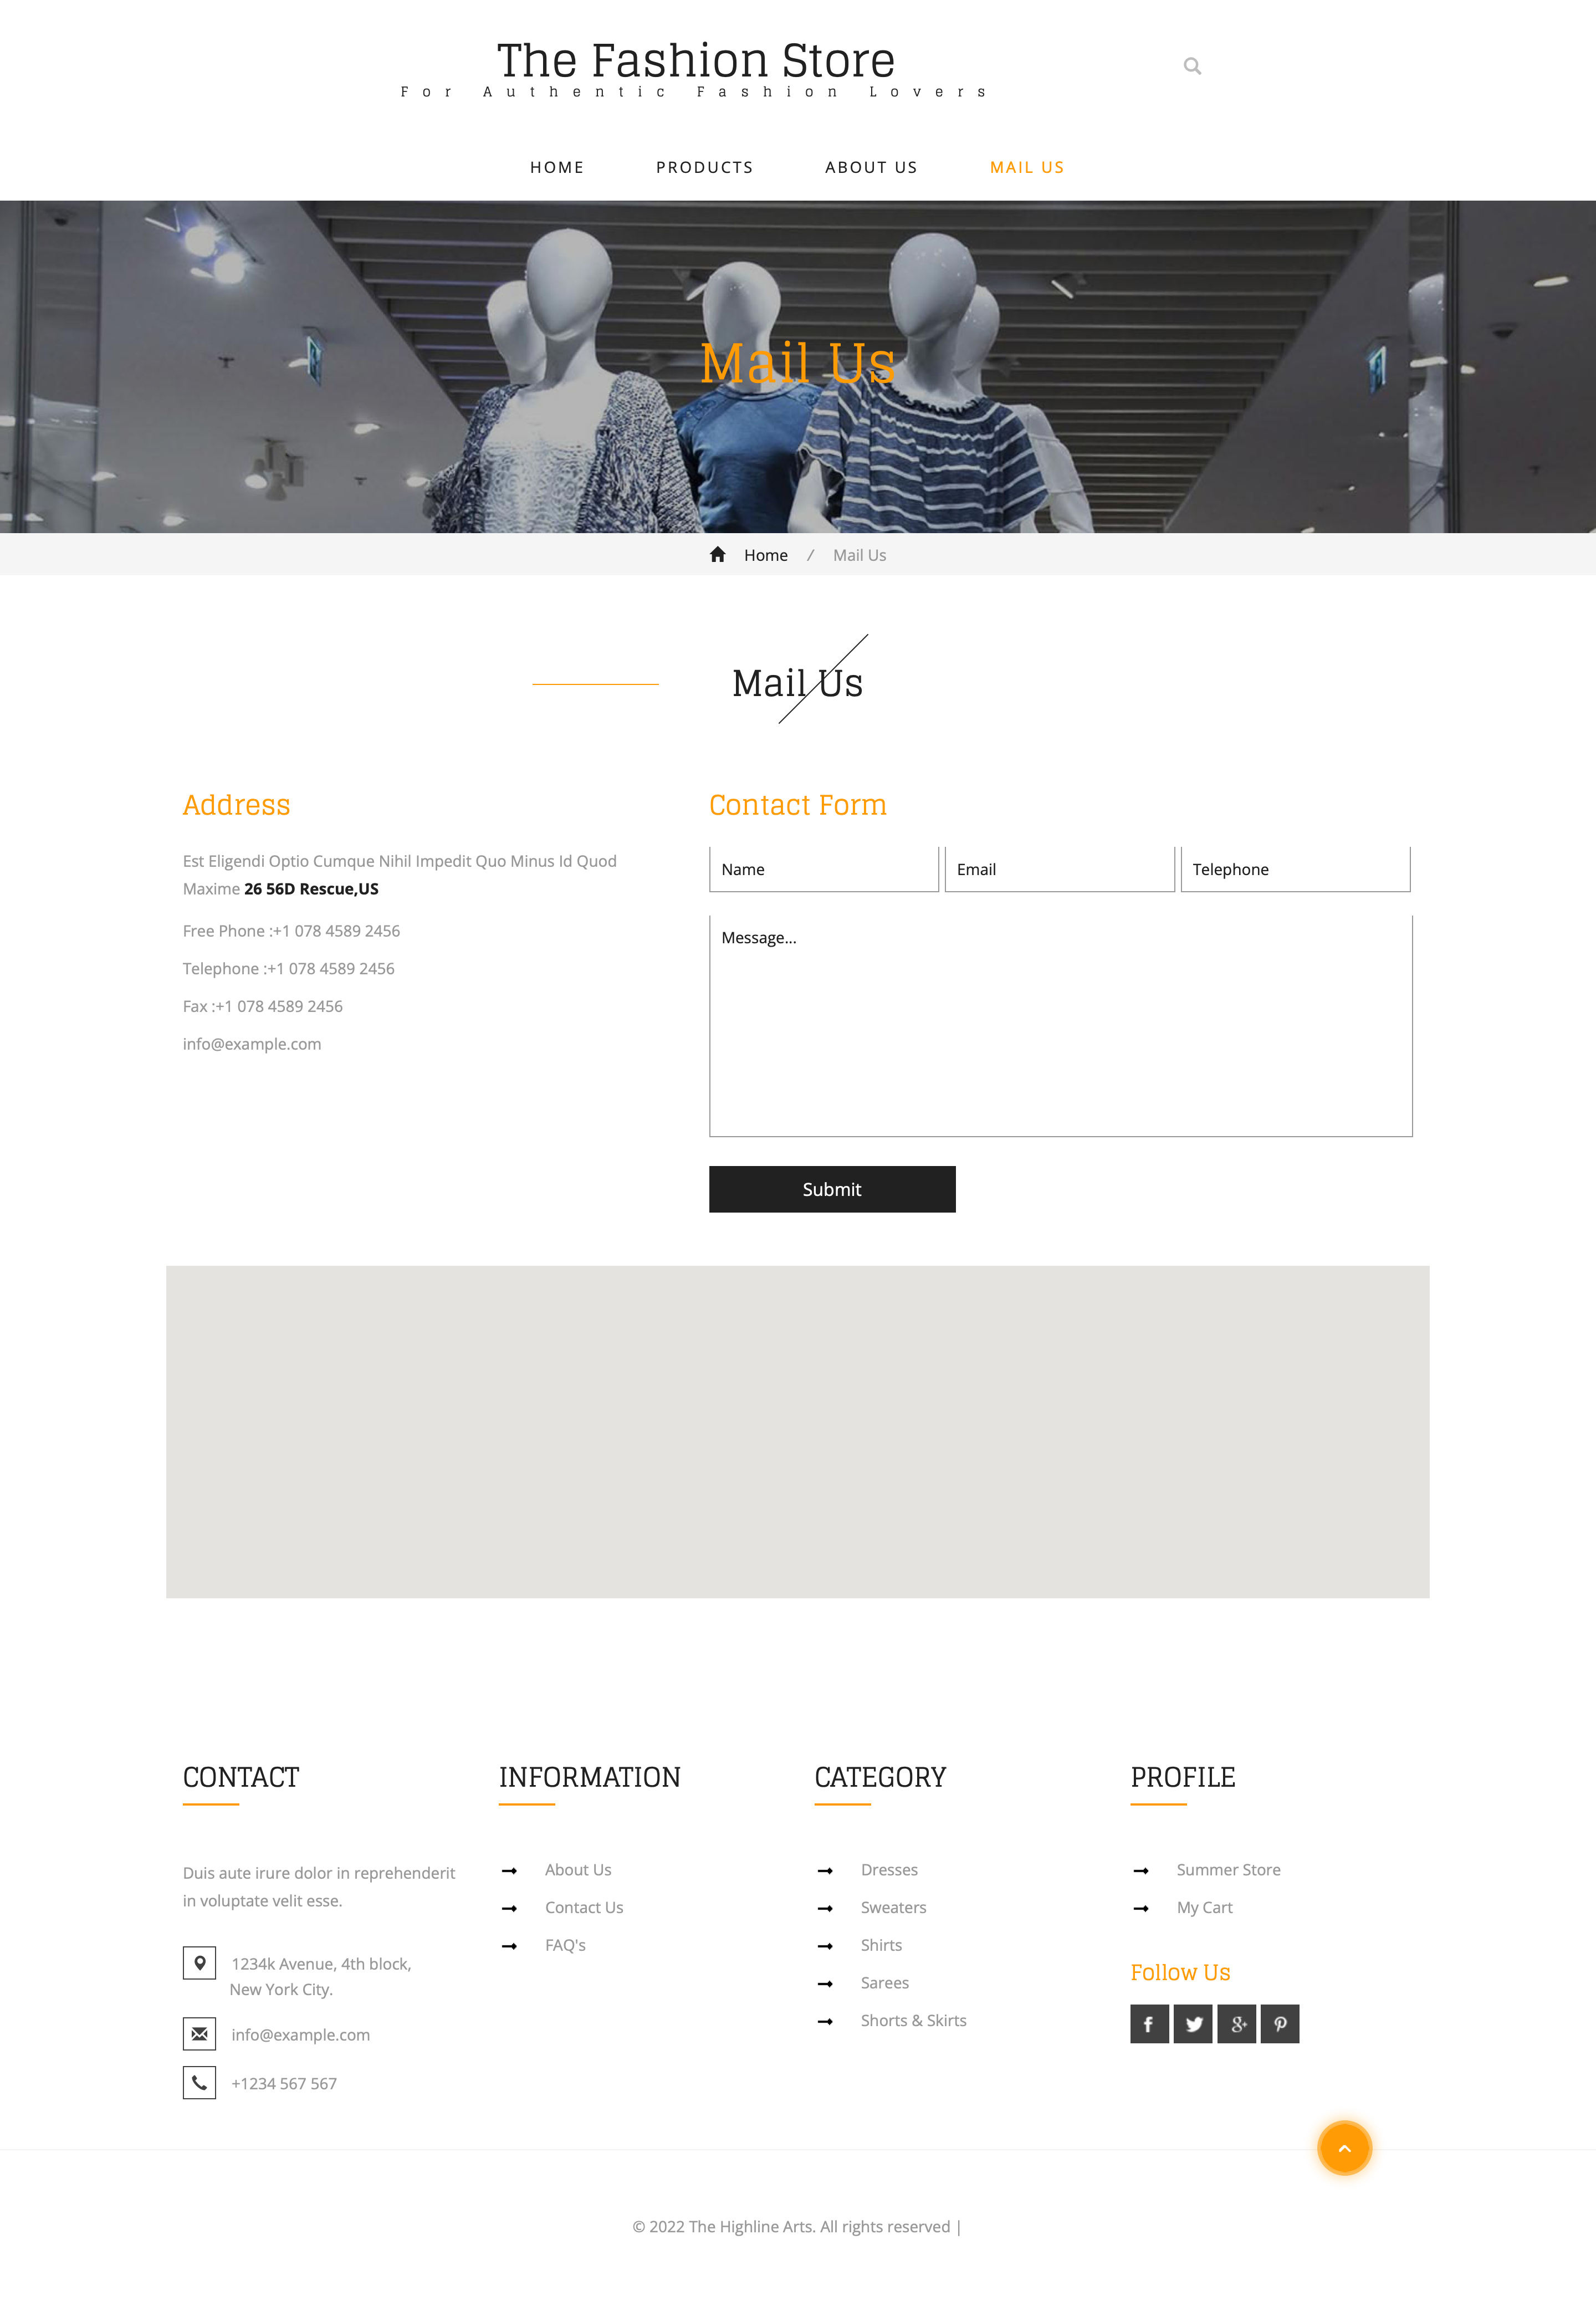 The Fashion Store
For Authentic Fashion Lovers
HOME PRODUCTS ABOUT US MAIL US
Mail Us
Home / Mail Us
Mail Us
Address
Est Eligendi Optio Cumque Nihil Impedit Quo Minus Id Quod
Maxime 26 56D Rescue,US
Free Phone :+1 078 4589 2456
Telephone :+1 078 4589 2456
Fax :+1 078 4589 2456
info@example.com
Contact Form
Name Email Telephone
Message...
Submit
CONTACT
Duis aute irure dolor in reprehenderit
in voluptate velit esse.
1234k Avenue, 4th block,
New York City.
info@example.com
+1234 567 567
INFORMATION
About Us
Contact Us
FAQ's
CATEGORY
Dresses
Sweaters
Shirts
Sarees
Shorts & Skirts
PROFILE
Summer Store
My Cart
Follow Us
© 2022 The Highline Arts. All rights reserved |